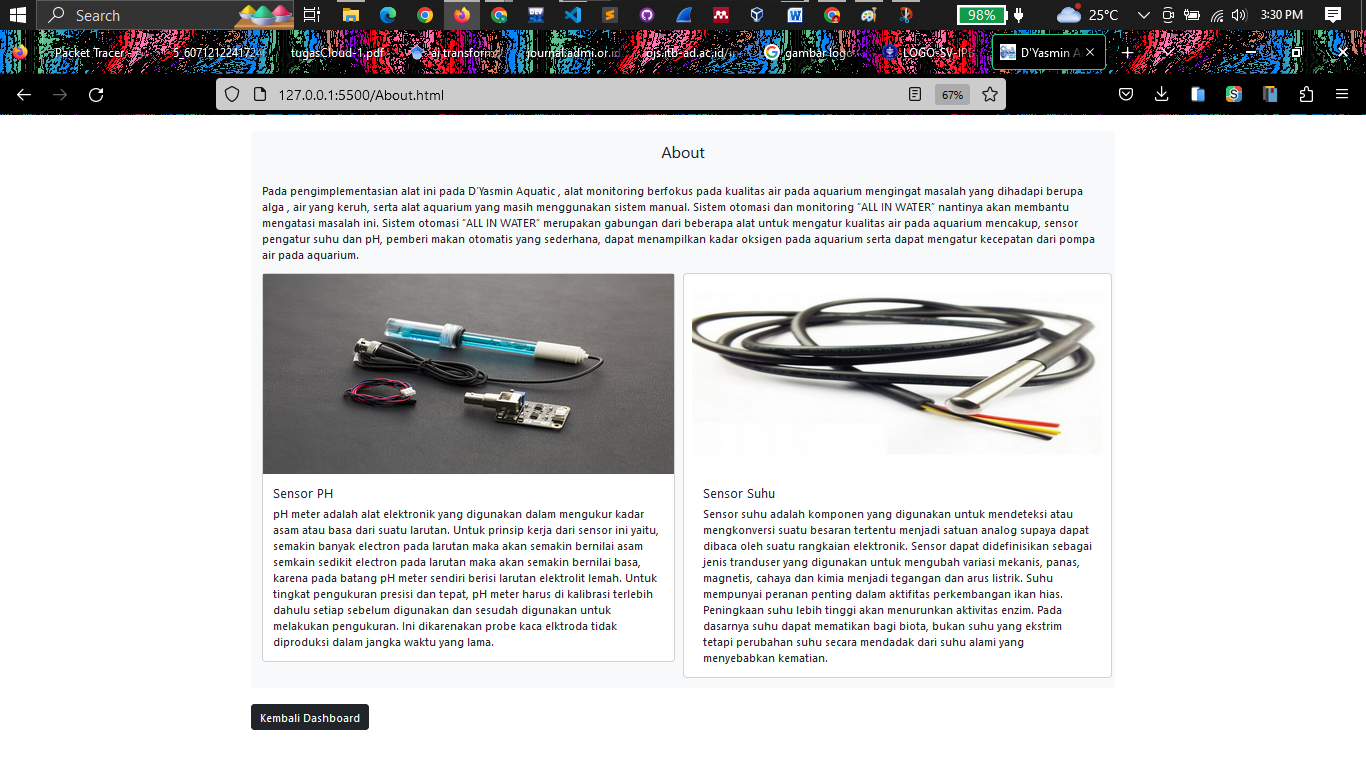 Search
98%
25°C
3:30 PM
Packet Tracer -
5_6071212241724
tugasCloud-1.pdf
aj transform
journal.admi.or.id
ojs.itb-ad.ac.id/i
gambar logo
LOGO-SV-IP
D'Yasmin A
127.0.0.1:5500/About.html
67%
About
Pada pengimplementasian alat ini pada D'Yasmin Aquatic , alat monitoring berfokus pada kualitas air pada aquarium mengingat masalah yang dihadapi berupa
alga , air yang keruh, serta alat aquarium yang masih menggunakan sistem manual. Sistem otomasi dan monitoring “ALL IN WATER” nantinya akan membantu
mengatasi masalah ini. Sistem otomasi “ALL IN WATER” merupakan gabungan dari beberapa alat untuk mengatur kualitas air pada aquarium mencakup, sensor
pengatur suhu dan pH, pemberi makan otomatis yang sederhana, dapat menampilkan kadar oksigen pada aquarium serta dapat mengatur kecepatan dari pompa
air pada aquarium.
Sensor PH
pH meter adalah alat elektronik yang digunakan dalam mengukur kadar
asam atau basa dari suatu larutan. Untuk prinsip kerja dari sensor ini yaitu,
semakin banyak electron pada larutan maka akan semakin bernilai asam
semkain sedikit electron pada larutan maka akan semakin bernilai basa,
karena pada batang pH meter sendiri berisi larutan elektrolit lemah. Untuk
tingkat pengukuran presisi dan tepat, pH meter harus di kalibrasi terlebih
dahulu setiap sebelum digunakan dan sesudah digunakan untuk
melakukan pengukuran. Ini dikarenakan probe kaca elktroda tidak
diproduksi dalam jangka waktu yang lama.
Sensor Suhu
Sensor suhu adalah komponen yang digunakan untuk mendeteksi atau
mengkonversi suatu besaran tertentu menjadi satuan analog supaya dapat
dibaca oleh suatu rangkaian elektronik. Sensor dapat didefinisikan sebagai
jenis tranduser yang digunakan untuk mengubah variasi mekanis, panas,
magnetis, cahaya dan kimia menjadi tegangan dan arus listrik. Suhu
mempunyai peranan penting dalam aktifitas perkembangan ikan hias.
Peningkaan suhu lebih tinggi akan menurunkan aktivitas enzim. Pada
dasarnya suhu dapat mematikan bagi biota, bukan suhu yang ekstrim
tetapi perubahan suhu secara mendadak dari suhu alami yang
menyebabkan kematian.
Kembali Dashboard